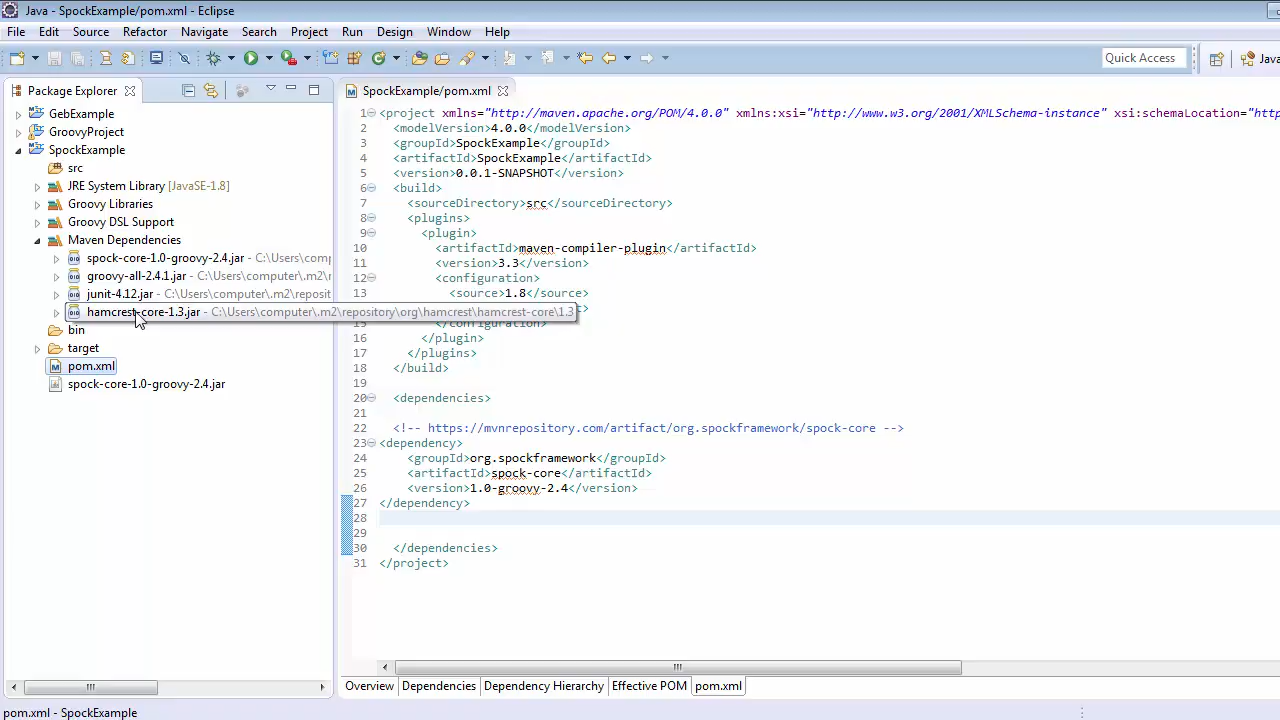 Java - SpockExample/pom.xml - Eclipse
File Edit Source Refactor Navigate Search Project Run Design Window Help
Quick Access
Java
Package Explorer
SpockExample/pom.xml
GebExample
GroovyProject
SpockExample
src
JRE System Library [JavaSE-1.8]
Groovy Libraries
Groovy DSL Support
Maven Dependencies
spock-core-1.0-groovy-2.4.jar - C:\Users\comp
groovy-all-2.4.1.jar - C:\Users\computer\.m2\r
junit-4.12.jar - C:\Users\computer\.m2\reposit
hamcrest-core-1.3.jar - C:\Users\computer\.m2\repository\org\hamcrest\hamcrest-core\1.3
bin
target
pom.xml
spock-core-1.0-groovy-2.4.jar
1 <project xmlns="http://maven.apache.org/POM/4.0.0" xmlns:xsi="http://www.w3.org/2001/XMLSchema-instance" xsi:schemaLocation="http
2 <modelVersion>4.0.0</modelVersion>
3 <groupId>SpockExample</groupId>
4 <artifactId>SpockExample</artifactId>
5 <version>0.0.1-SNAPSHOT</version>
6 <build>
7 <sourceDirectory>src</sourceDirectory>
8 <plugins>
9 <plugin>
10 <artifactId>maven-compiler-plugin</artifactId>
11 <version>3.3</version>
12 <configuration>
13 <source>1.8</source>
>
15 </configuration>
16 </plugin>
17 </plugins>
18 </build>
19
20 <dependencies>
21
22 <!-- https://mvnrepository.com/artifact/org.spockframework/spock-core -->
23 <dependency>
24 <groupId>org.spockframework</groupId>
25 <artifactId>spock-core</artifactId>
26 <version>1.0-groovy-2.4</version>
27 </dependency>
28
29
30 </dependencies>
31 </project>
Overview Dependencies Dependency Hierarchy Effective POM pom.xml
pom.xml - SpockExample